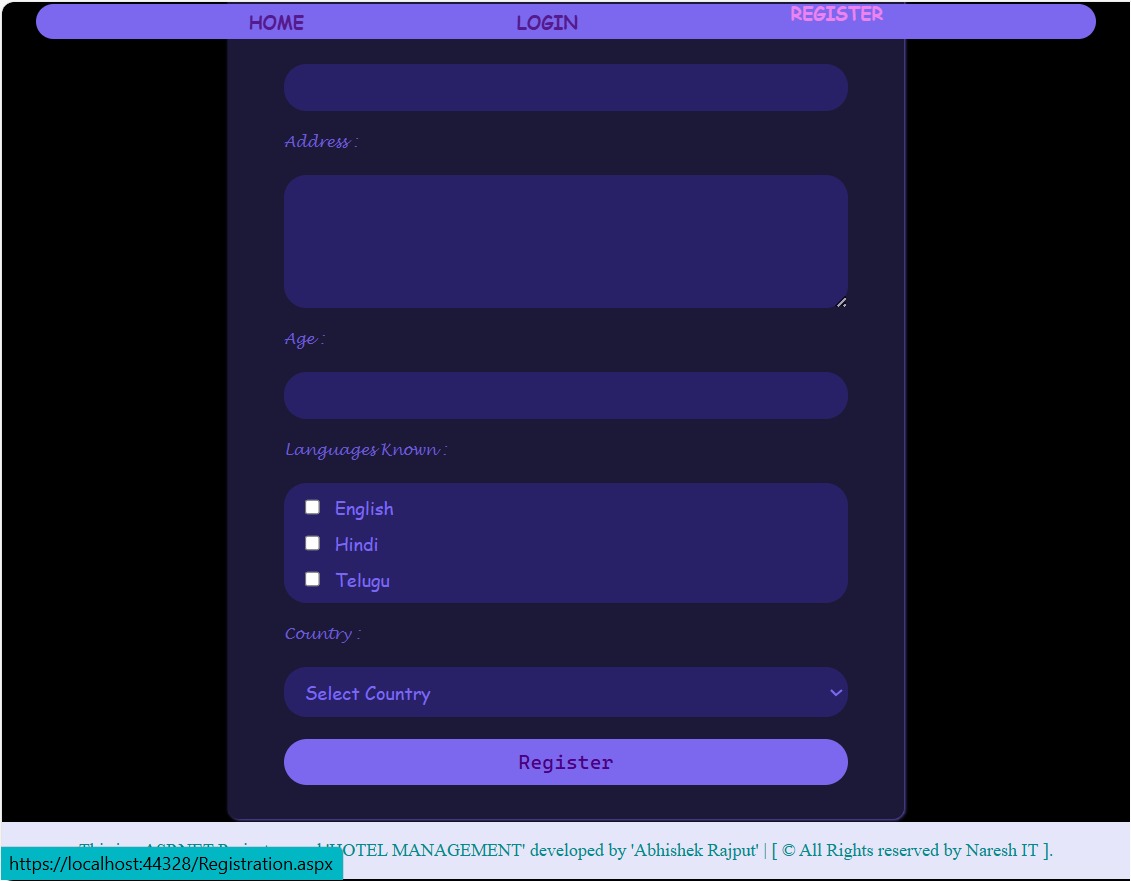 HOME LOGIN REGISTER
Address :
Age :
Languages Known :
English
Hindi
Telugu
Country :
Select Country
Register
'HOTEL MANAGEMENT' developed by 'Abhishek Rajput' | [ © All Rights reserved by Naresh IT ].
https://localhost:44328/Registration.aspx